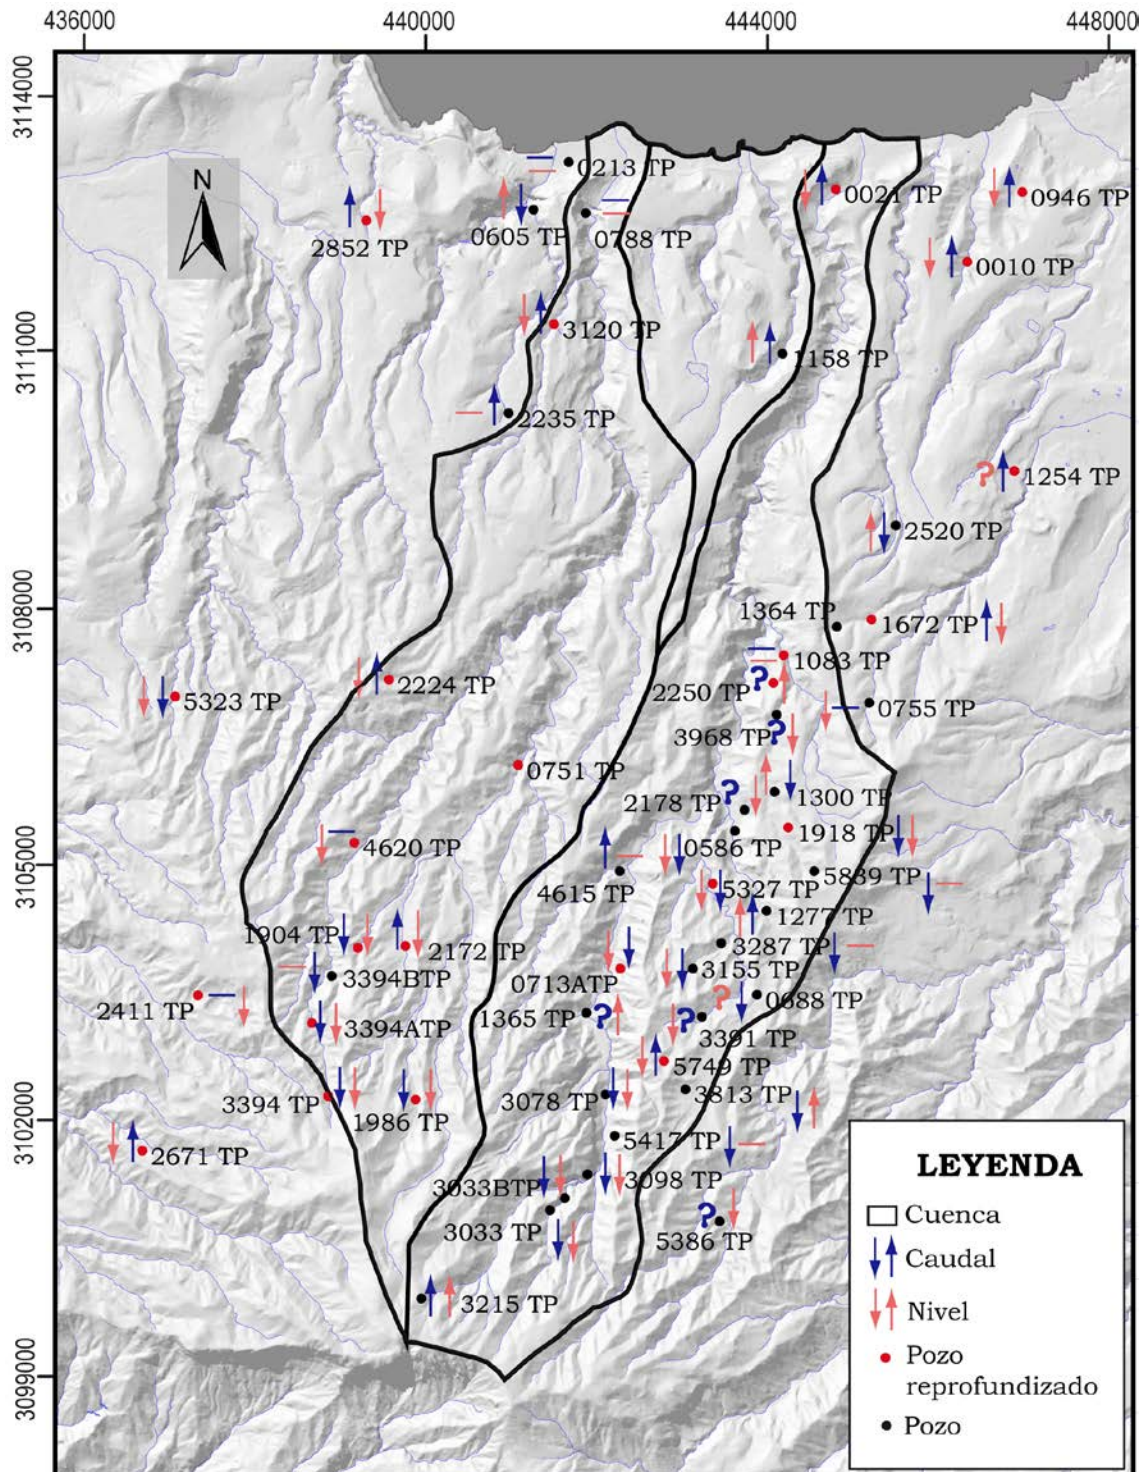 436000
440000
444000
448000
3114000
3111000
3108000
3105000
3102000
3099000
N
0213 TP
0021 TP
0946 TP
2852 TP
0605 TP
0788 TP
0010 TP
3120 TP
1158 TP
2235 TP
?
1254 TP
2520 TP
1364 TP
1672 TP
1083 TP
2224 TP
2250 TP
?
5323 TP
0755 TP
3968 TP
?
0751 TP
2178 TP
?
1300 TP
1918 TP
0586 TP
4620 TP
4615 TP
5327 TP
5839 TP
1277 TP
1904 TP
2172 TP
3287 TP
3394BTP
0713ATP
3155 TP
2411 TP
?
0688 TP
1365 TP
?
?
3394ATP
3391 TP
5749 TP
3394 TP
1986 TP
3078 TP
3813 TP
5417 TP
2671 TP
3033BTP
3098 TP
3033 TP
?
5386 TP
3215 TP
LEYENDA
Cuenca
Caudal
Nivel
Pozo
reprofundizado
Pozo